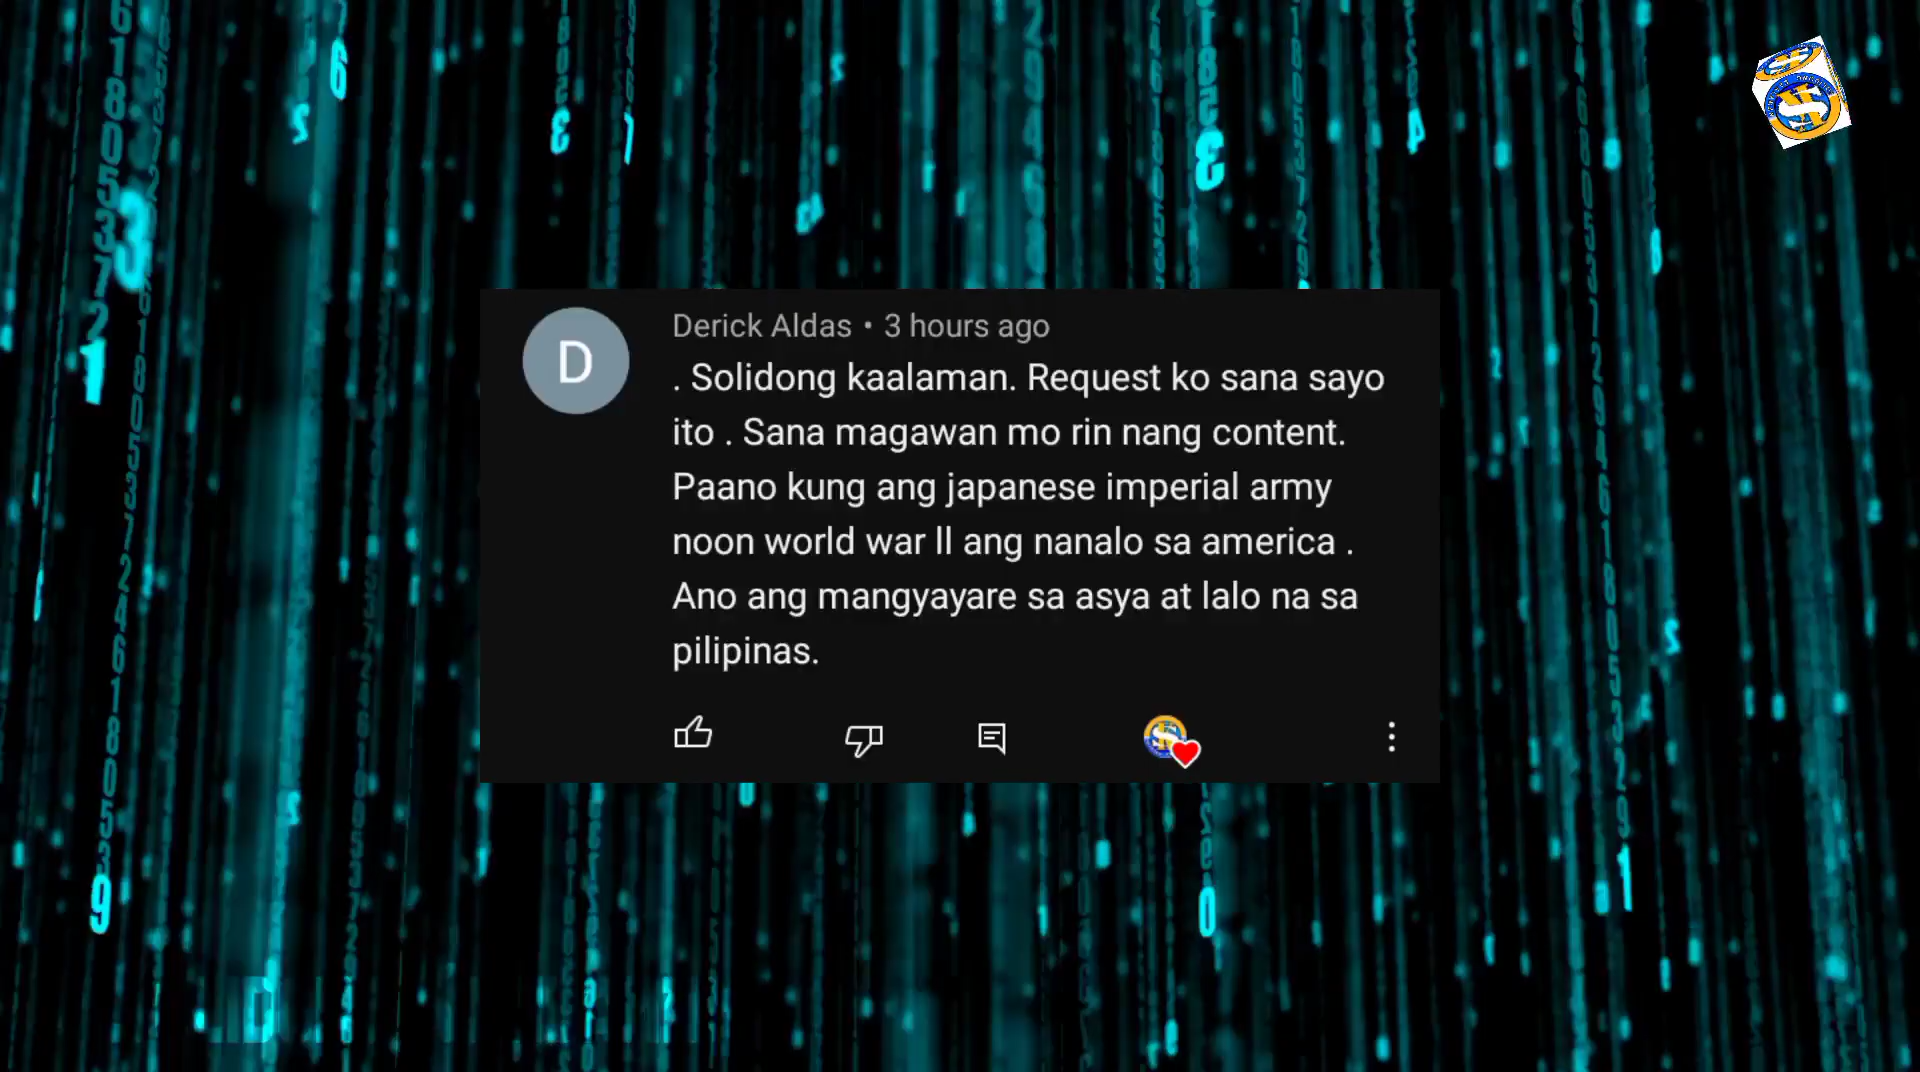 Derick Aldas • 3 hours ago
D
. Solidong kaalaman. Request ko sana sayo
ito . Sana magawan mo rin nang content.
Paano kung ang japanese imperial army
noon world war ll ang nanalo sa america .
Ano ang mangyayare sa asya at lalo na sa
pilipinas.